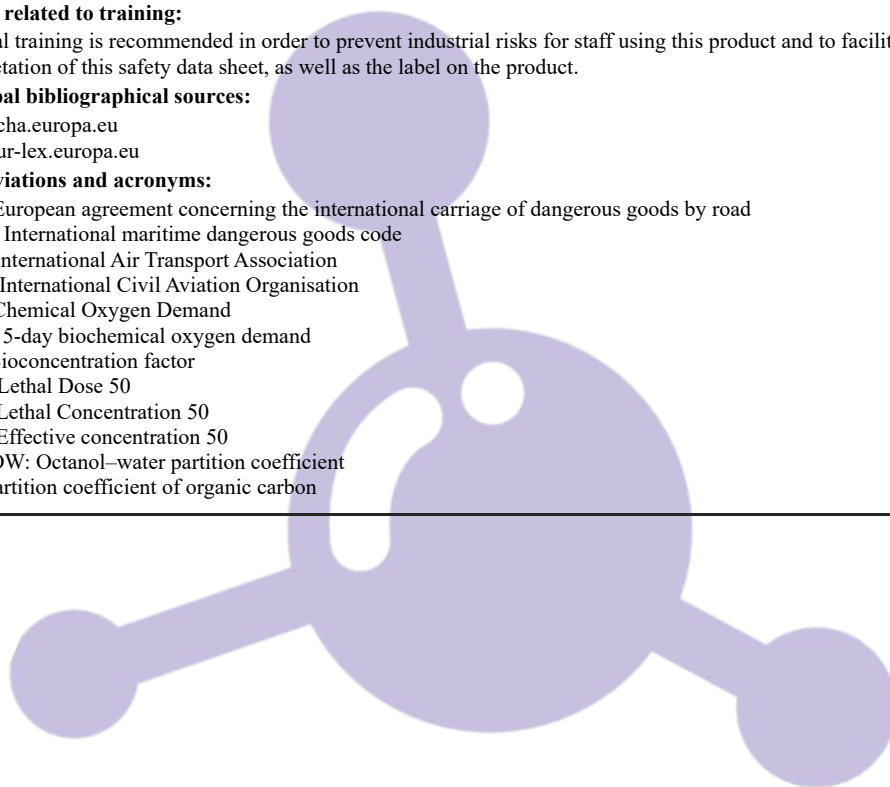 related to training:
al training is recommended in order to prevent industrial risks for staff using this product and to facilit
etation of this safety data sheet, as well as the label on the product.
pal bibliographical sources:
cha.europa.eu
ur-lex.europa.eu
viations and acronyms:
European agreement concerning the international carriage of dangerous goods by road
International maritime dangerous goods code
nternational Air Transport Association
International Civil Aviation Organisation
Chemical Oxygen Demand
5-day biochemical oxygen demand
ioconcentration factor
Lethal Dose 50
Lethal Concentration 50
Effective concentration 50
OW: Octanol–water partition coefficient
artition coefficient of organic carbon